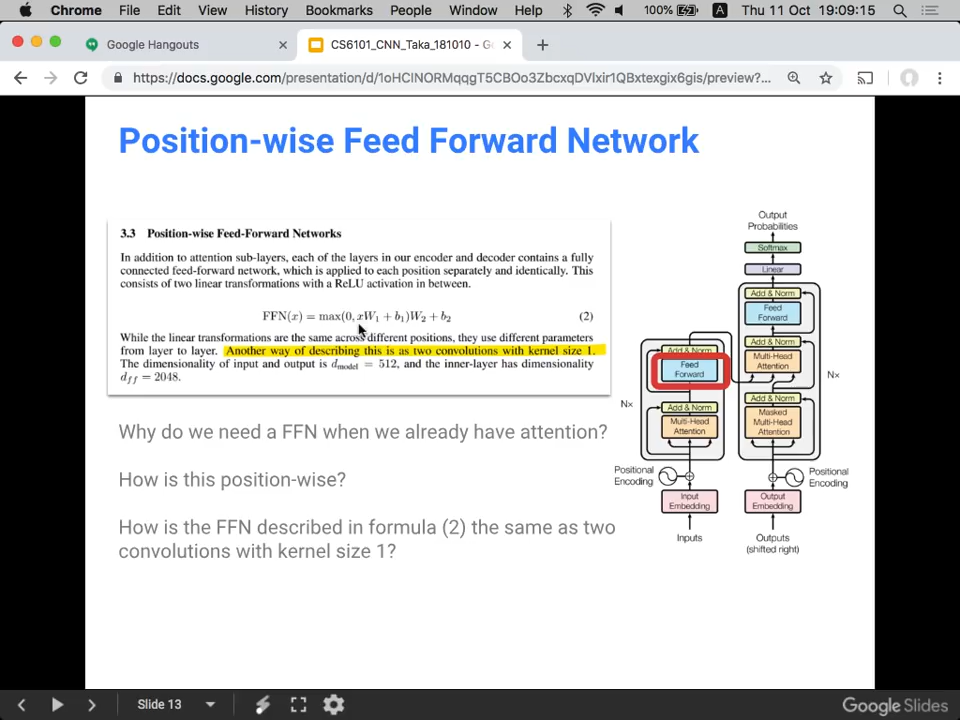 Chrome File Edit View History Bookmarks People Window Help 100% A Thu 11 Oct 19:09:15
Google Hangouts
CS6101_CNN_Taka_181010 - G
https://docs.google.com/presentation/d/1oHClNORMqqgT5CBOo3ZbcxqDVlxir1QBxtexgix6gis/preview?...
Position-wise Feed Forward Network
3.3 Position-wise Feed-Forward Networks
In addition to attention sub-layers, each of the layers in our encoder and decoder contains a fully
connected feed-forward network, which is applied to each position separately and identically. This
consists of two linear transformations with a ReLU activation in between.
FFN(x) = max(0, xW1 + b1)W2 + b2 (2)
While the linear transformations are the same across different positions, they use different parameters
from layer to layer. Another way of describing this is as two convolutions with kernel size 1.
The dimensionality of input and output is dmodel = 512, and the inner-layer has dimensionality
dff = 2048.
Why do we need a FFN when we already have attention?
How is this position-wise?
How is the FFN described in formula (2) the same as two
convolutions with kernel size 1?
Output
Probabilities
Softmax
Linear
Add & Norm
Feed
Forward
Add & Norm
Multi-Head
Attention
Nx
Add & Norm
Masked
Multi-Head
Attention
Add & Norm
Feed
Forward
Nx
Add & Norm
Multi-Head
Attention
Positional
Encoding
Positional
Encoding
Input
Embedding
Output
Embedding
Inputs
Outputs
(shifted right)
Slide 13
Google Slides